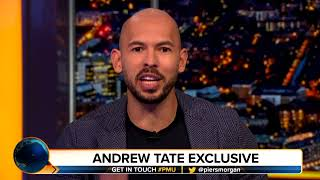 ANDREW TATE EXCLUSIVE
GET IN TOUCH #PMU @piersmorgan